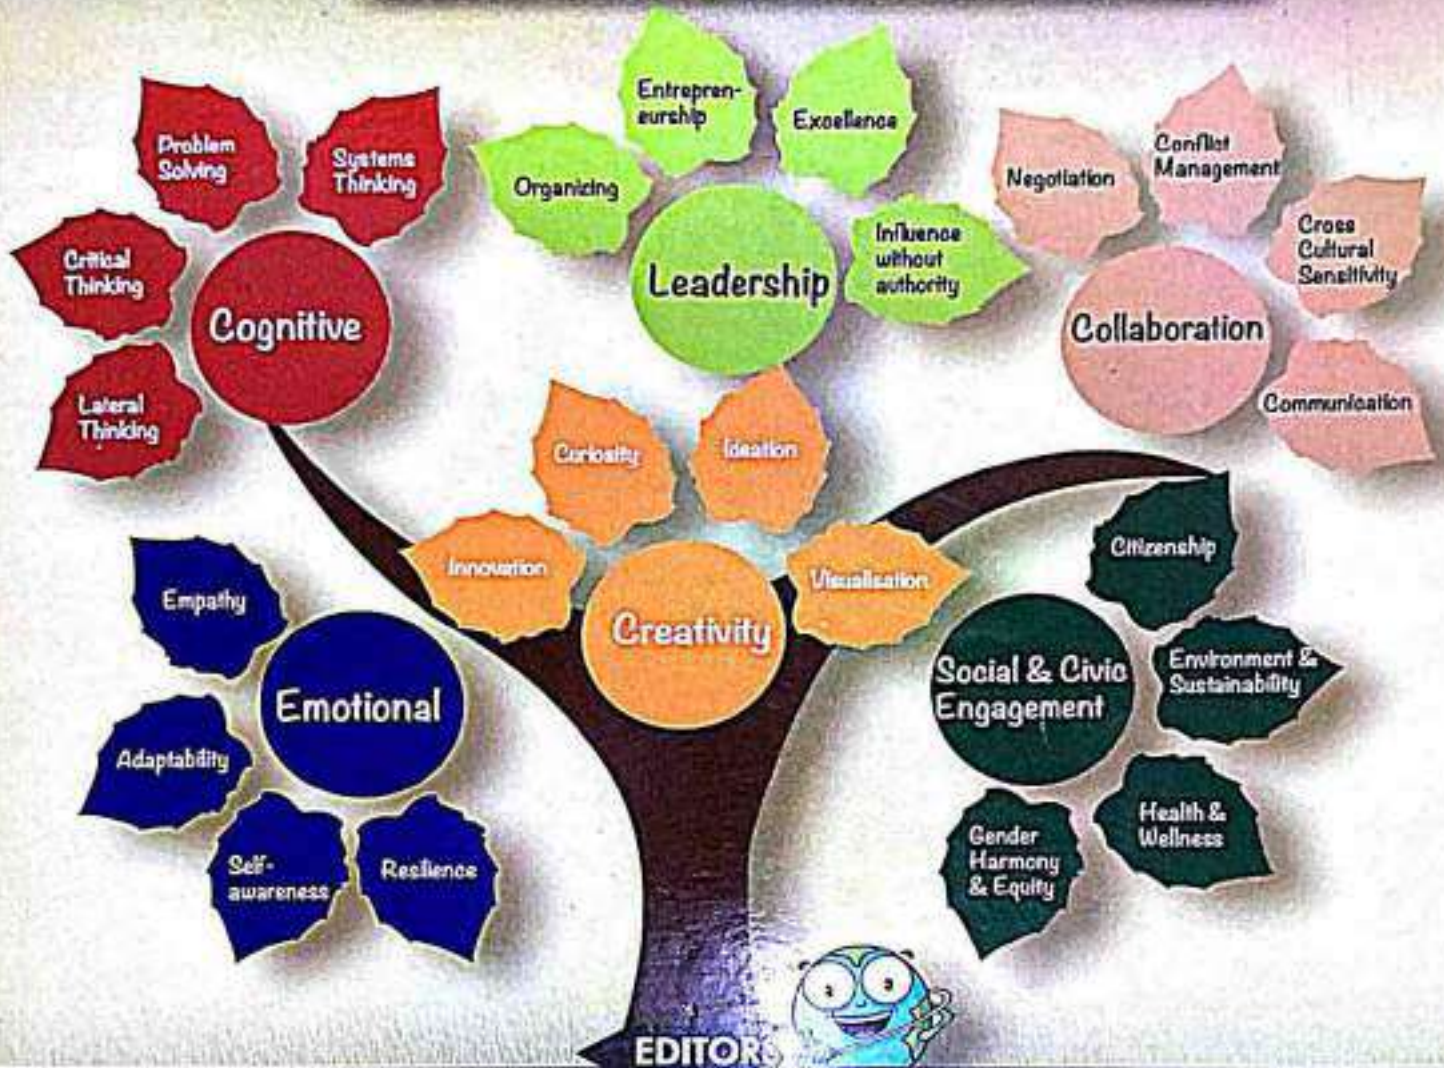 Problem
Solving
Systems
Thinking
Critical
Thinking
Lateral
Thinking
Cognitive
Entrepren-
eurship
Excellence
Organizing
Influence
without
authority
Leadership
Negotiation
Conflict
Management
Cross
Cultural
Sensitivity
Communication
Collaboration
Curiosity
Ideation
Innovation
Visualisation
Creativity
Empathy
Adaptability
Self-
awareness
Resilience
Emotional
Citizenship
Environment &
Sustainability
Health &
Wellness
Gender
Harmony
& Equity
Social & Civic
Engagement
EDITORS